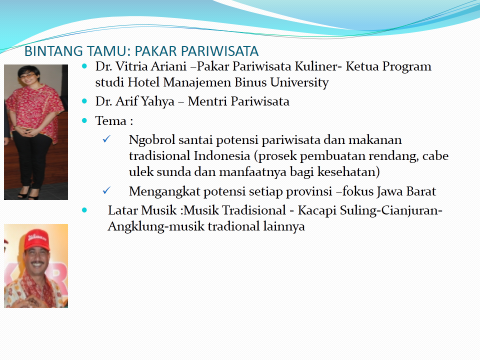 BINTANG TAMU: PAKAR PARIWISATA
Dr. Vitria Ariani –Pakar Pariwisata Kuliner- Ketua Program
studi Hotel Manajemen Binus University
Dr. Arif Yahya – Mentri Pariwisata
Tema :
Ngobrol santai potensi pariwisata dan makanan
tradisional Indonesia (prosek pembuatan rendang, cabe
ulek sunda dan manfaatnya bagi kesehatan)
Mengangkat potensi setiap provinsi –fokus Jawa Barat
Latar Musik :Musik Tradisional - Kacapi Suling-Cianjuran-
Angklung-musik tradional lainnya